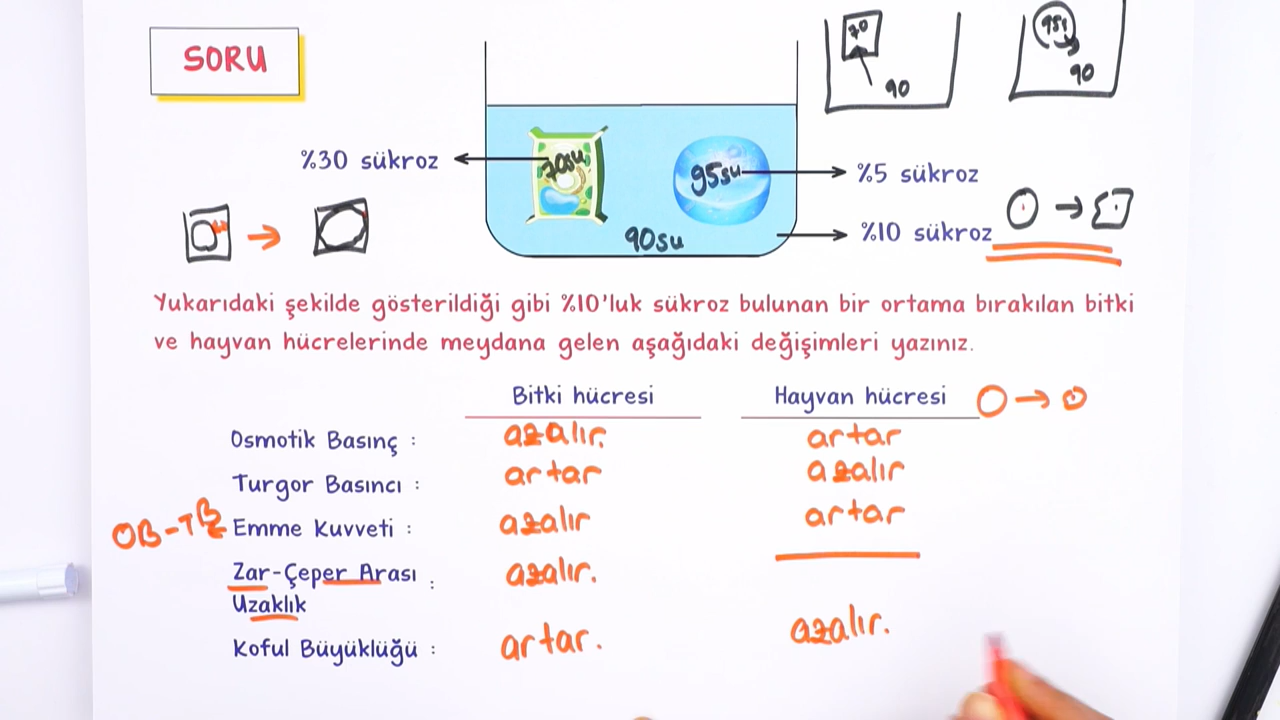 SORU
70
90
95
90
%30 sükroz
70su
95su
%5 sükroz
90su
%10 sükroz
Yukarıdaki şekilde gösterildiği gibi %10'luk sükroz bulunan bir ortama bırakılan bitki
ve hayvan hücrelerinde meydana gelen aşağıdaki değişimleri yazınız.
Bitki hücresi Hayvan hücresi
Osmotik Basınç : azalır. artar
Turgor Basıncı : artar azalır
OB-TB Emme Kuvveti : azalır artar
Zar-Çeper Arası : azalır.
Uzaklık
Koful Büyüklüğü : artar. azalır.